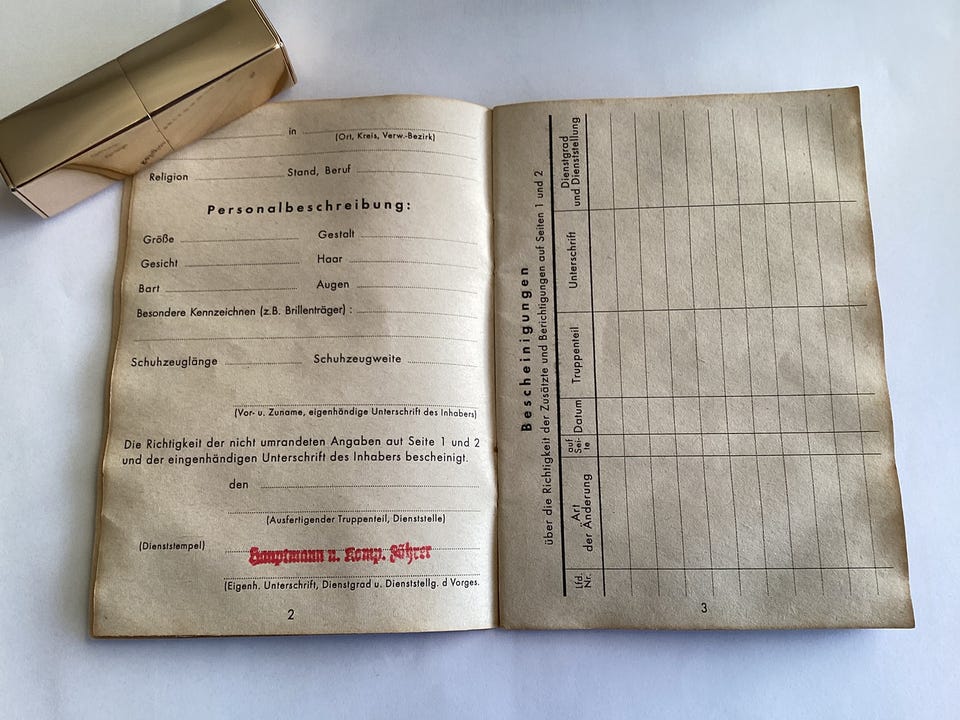 in
(Ort, Kreis, Verw.-Bezirk)
Religion Stand, Beruf
Personalbeschreibung:
Größe Gestalt
Gesicht Haar
Bart Augen
Besondere Kennzeichnen (z.B. Brillenträger) :
Schuhzeuglänge Schuhzeugweite
(Vor- u. Zuname, eigenhändige Unterschrift des Inhabers)
Die Richtigkeit der nicht umrandeten Angaben aut Seite 1 und 2
und der eingenhändigen Unterschrift des Inhabers bescheinigt.
den
(Ausfertigender Truppenteil, Dienststelle)
(Dienststempel)
Hauptmann u. Komp. Führer
(Eigenh. Unterschrift, Dienstgrad u. Dienststellg. d Vorges.
2
Bescheinigungen
über die Richtigkeit der Zusätzte und Berichtigungen auf Seiten 1 und 2
Lfd. Nr.
Art der Änderung
auf Sei- te
Datum
Truppenteil
Unterschrift
Dienstgrad und Dienststellung
3